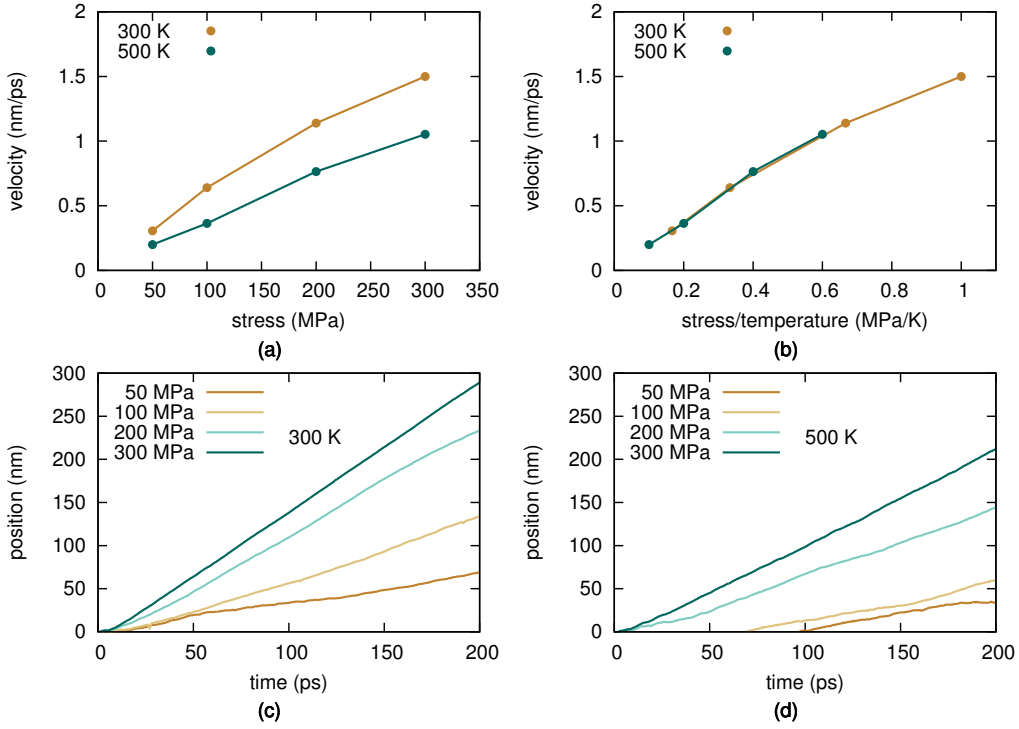 2
1.5
1
0.5
0
velocity (nm/ps)
300 K
500 K
0 50 100 150 200 250 300 350
stress (MPa)
(a)
2
1.5
1
0.5
0
velocity (nm/ps)
300 K
500 K
0 0.2 0.4 0.6 0.8 1
stress/temperature (MPa/K)
(b)
300
250
200
150
100
50
0
position (nm)
50 MPa
100 MPa
200 MPa
300 MPa
300 K
0 50 100 150 200
time (ps)
(c)
300
250
200
150
100
50
0
position (nm)
50 MPa
100 MPa
200 MPa
300 MPa
500 K
0 50 100 150 200
time (ps)
(d)